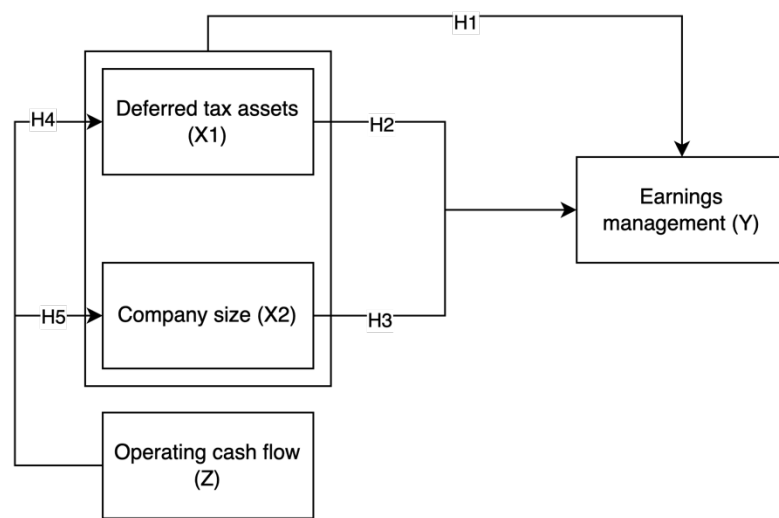 H1
Deferred tax assets
(X1)
H4
H2
Earnings
management (Y)
Company size (X2)
H5
H3
Operating cash flow
(Z)